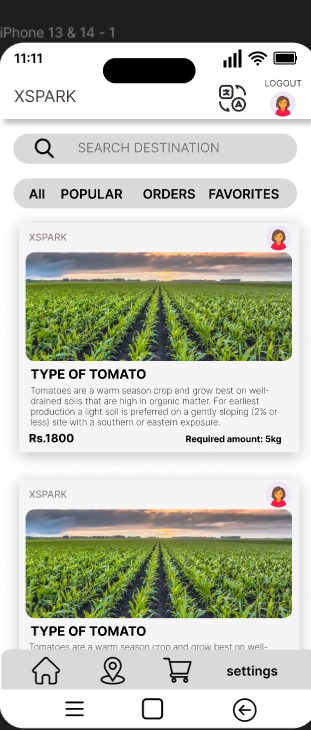 iPhone 13 & 14 - 1
11:11
LOGOUT
XSPARK
SEARCH DESTINATION
All POPULAR ORDERS FAVORITES
XSPARK
TYPE OF TOMATO
Tomatoes are a warm season crop and grow best on well-
drained soils that are high in organic matter. For earliest
production a light soil is preferred on a gently sloping (2% or
less) site with a southern or eastern exposure.
Rs.1800 Required amount: 5kg
XSPARK
TYPE OF TOMATO
Tomatoes are a warm season crop and grow best on well-
settings